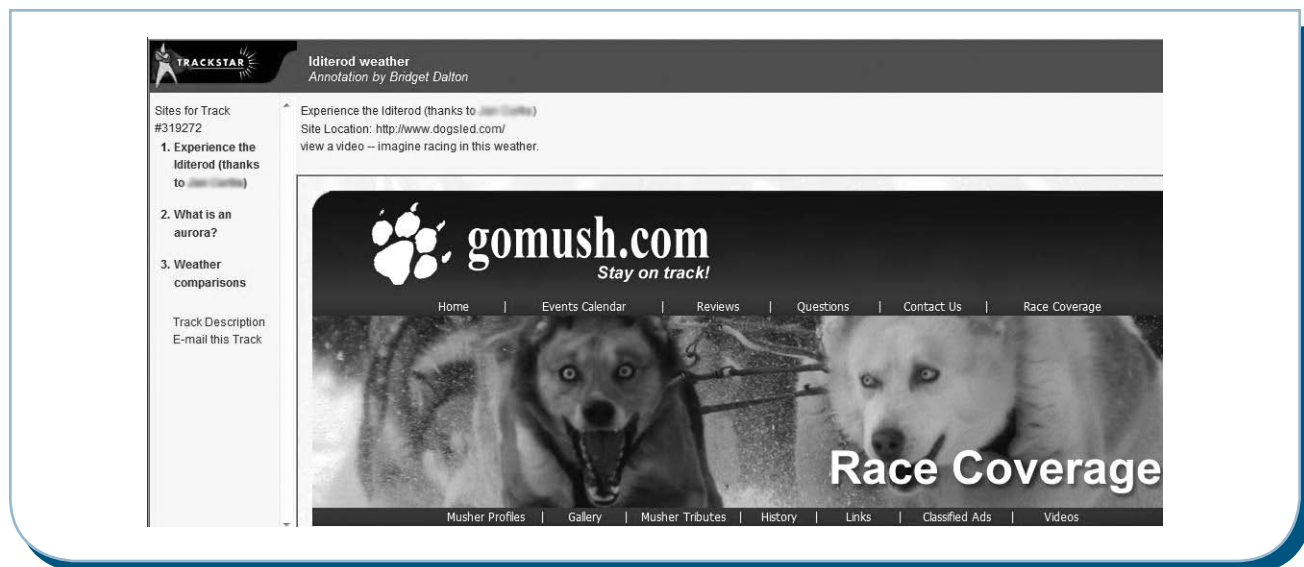 TRACKSTAR
Iditerod weather
Annotation by Bridget Dalton
Sites for Track
#319272
1. Experience the
Iditerod (thanks
to )
2. What is an
aurora?
3. Weather
comparisons
Track Description
E-mail this Track
Experience the Iditerod (thanks to )
Site Location: http://www.dogsled.com/
view a video -- imagine racing in this weather.
gomush.com
Stay on track!
Home | Events Calendar | Reviews | Questions | Contact Us | Race Coverage
Race Coverage
Musher Profiles | Gallery | Musher Tributes | History | Links | Classified Ads | Videos